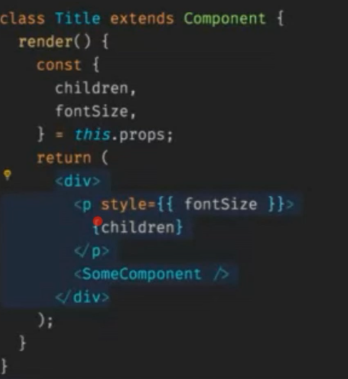 class Title extends Component {
  render() {
    const {
      children,
      fontSize,
    } = this.props;
    return (
      <div>
        <p style={{ fontSize }}>
          {children}
        </p>
        <SomeComponent />
      </div>
    );
  }
}